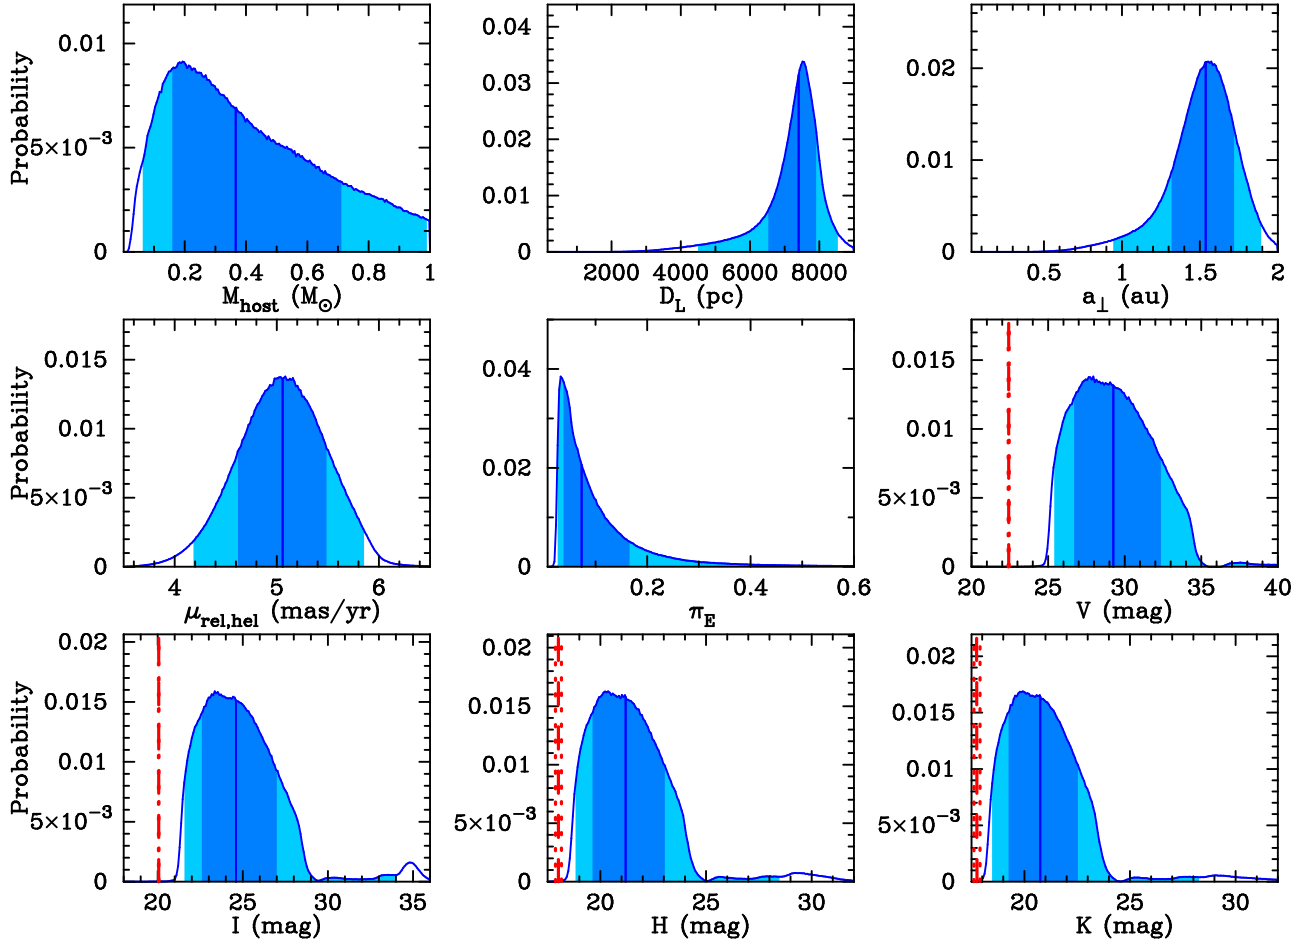 Probability
0.01
5×10⁻³
0
0.2 0.4 0.6 0.8 1
M_host (M_⊙)
0.04
0.03
0.02
0.01
0
2000 4000 6000 8000
D_L (pc)
0.02
0.01
0
0.5 1 1.5 2
a_⊥ (au)
Probability
0.015
0.01
5×10⁻³
0
4 5 6
μ_rel,hel (mas/yr)
0.04
0.02
0
0.2 0.4 0.6
π_E
0.015
0.01
5×10⁻³
0
20 25 30 35 40
V (mag)
Probability
0.02
0.015
0.01
5×10⁻³
0
20 25 30 35
I (mag)
0.02
0.015
0.01
5×10⁻³
0
20 25 30
H (mag)
0.02
0.015
0.01
5×10⁻³
0
20 25 30
K (mag)